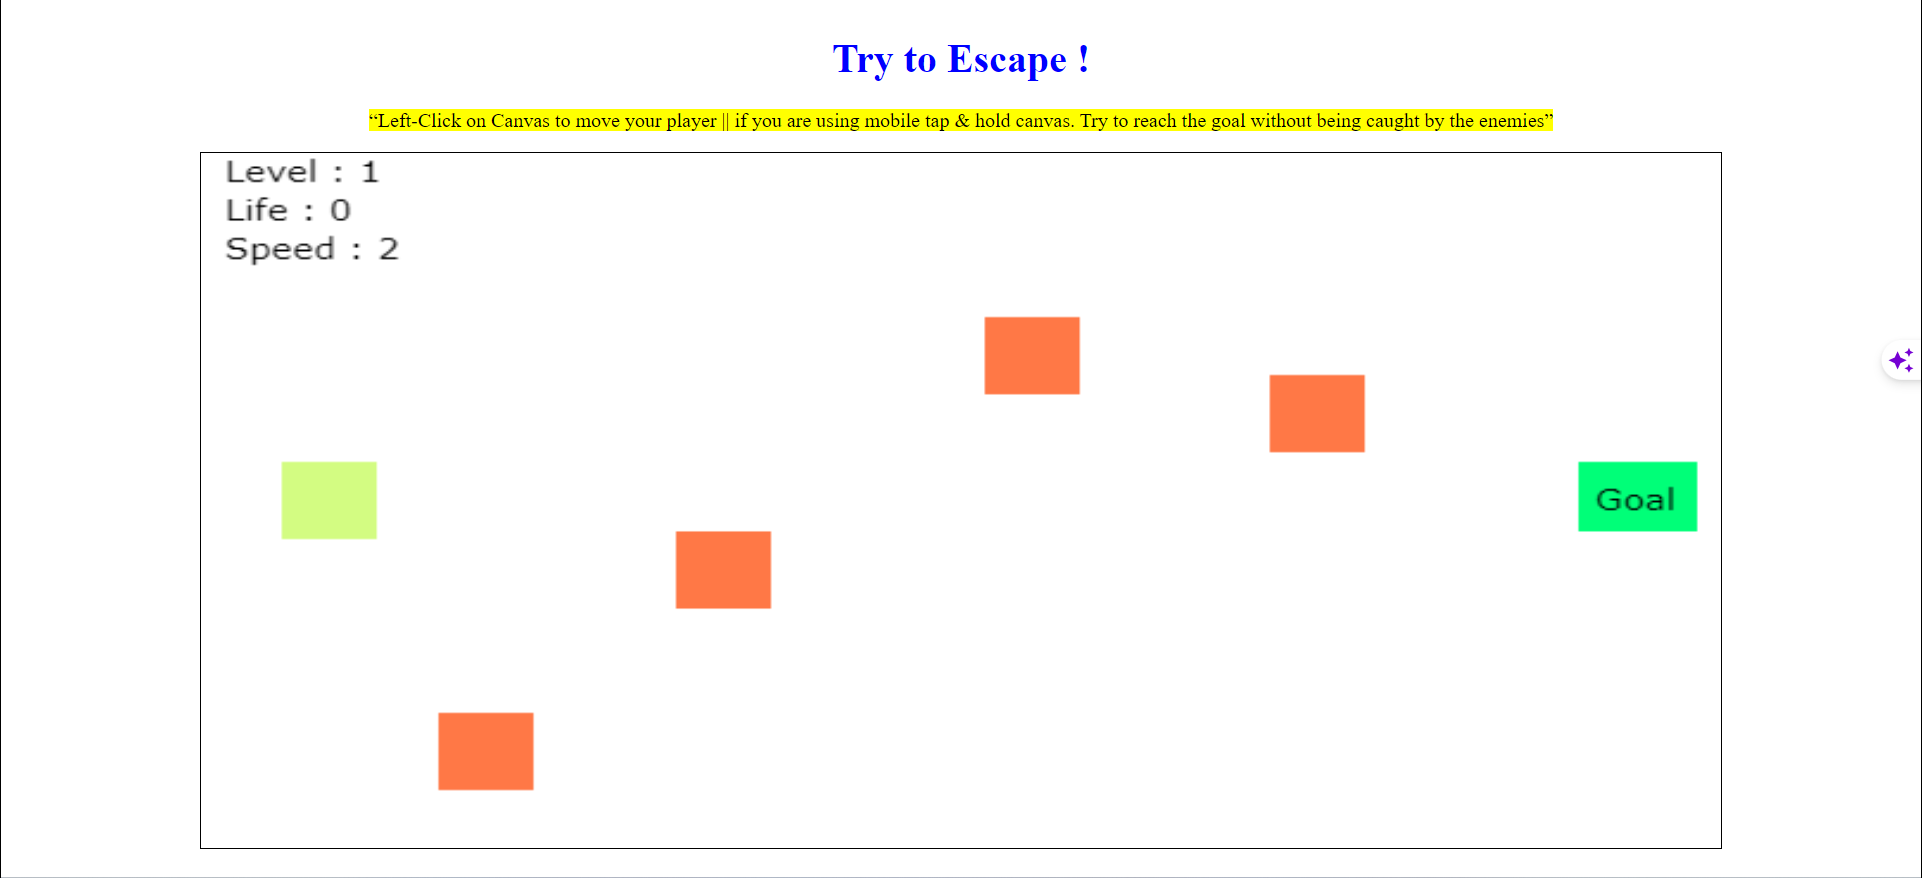 Try to Escape !
“Left-Click on Canvas to move your player || if you are using mobile tap & hold canvas. Try to reach the goal without being caught by the enemies”
Level : 1
Life : 0
Speed : 2
Goal